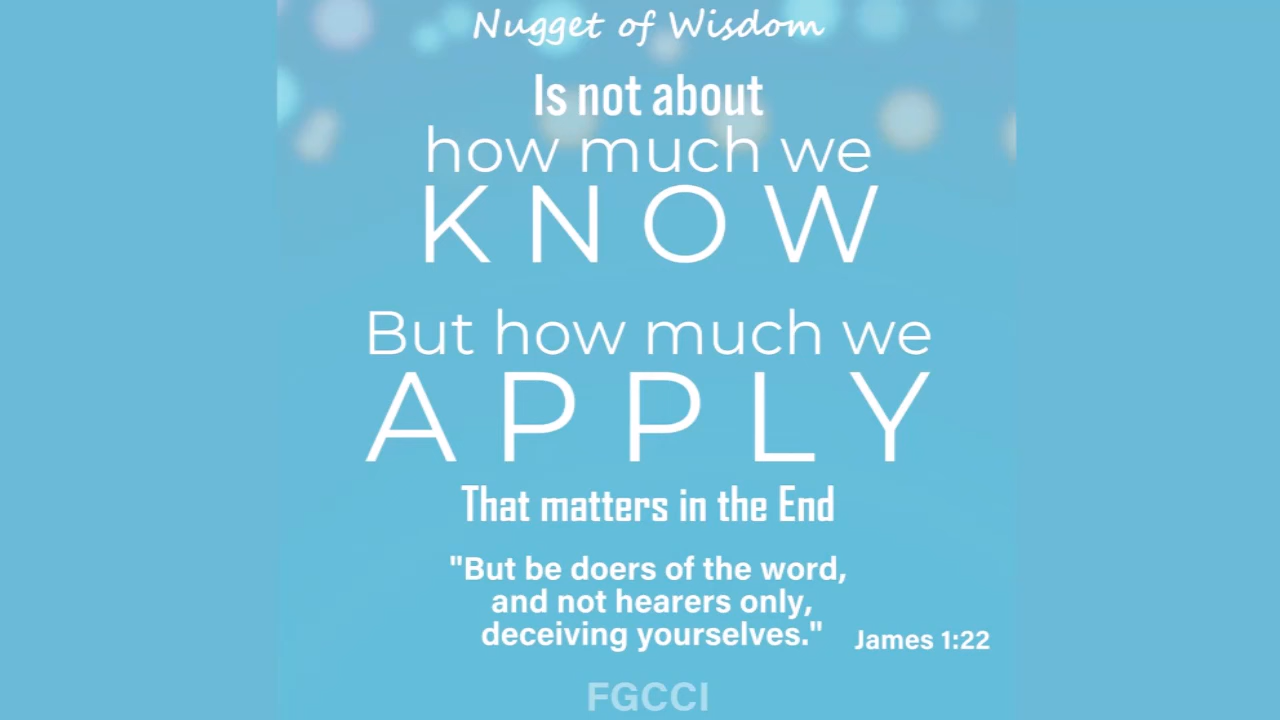 Nugget of Wisdom
Is not about
how much we
KNOW
But how much we
APPLY
That matters in the End
"But be doers of the word,
and not hearers only,
deceiving yourselves."
James 1:22
FGCCI